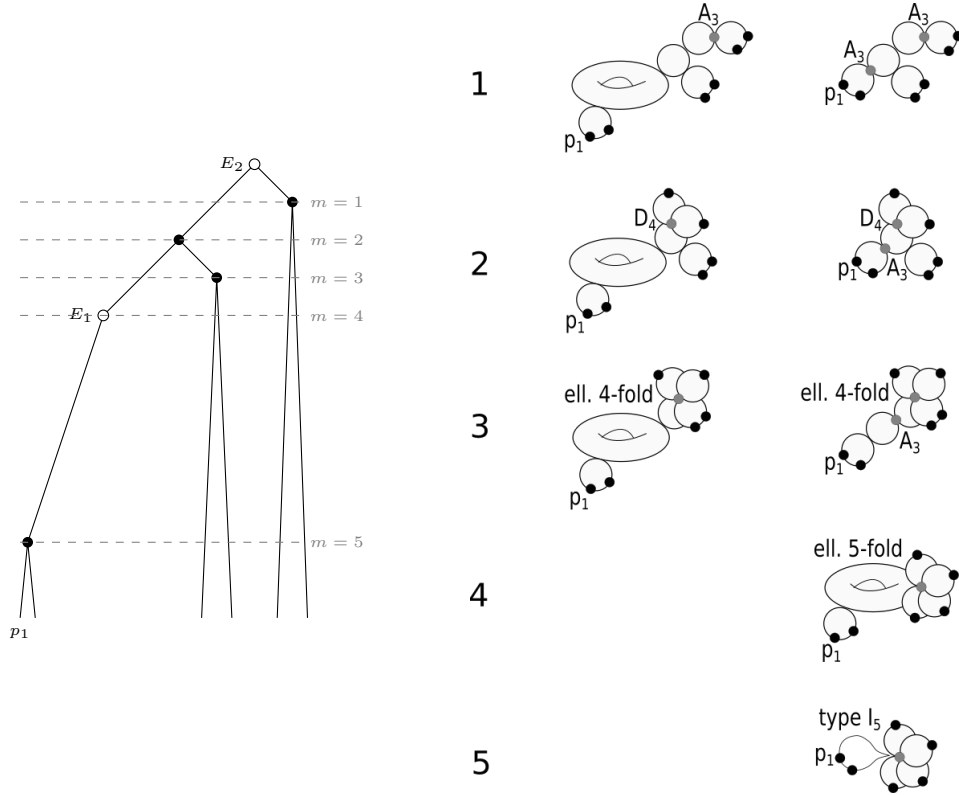 E₂
m = 1
m = 2
m = 3
E₁
m = 4
m = 5
p₁
1
A₃
p₁
A₃
A₃
p₁
2
D₄
p₁
D₄
p₁
A₃
3
ell. 4-fold
p₁
ell. 4-fold
A₃
p₁
4
ell. 5-fold
p₁
5
type I₅
p₁